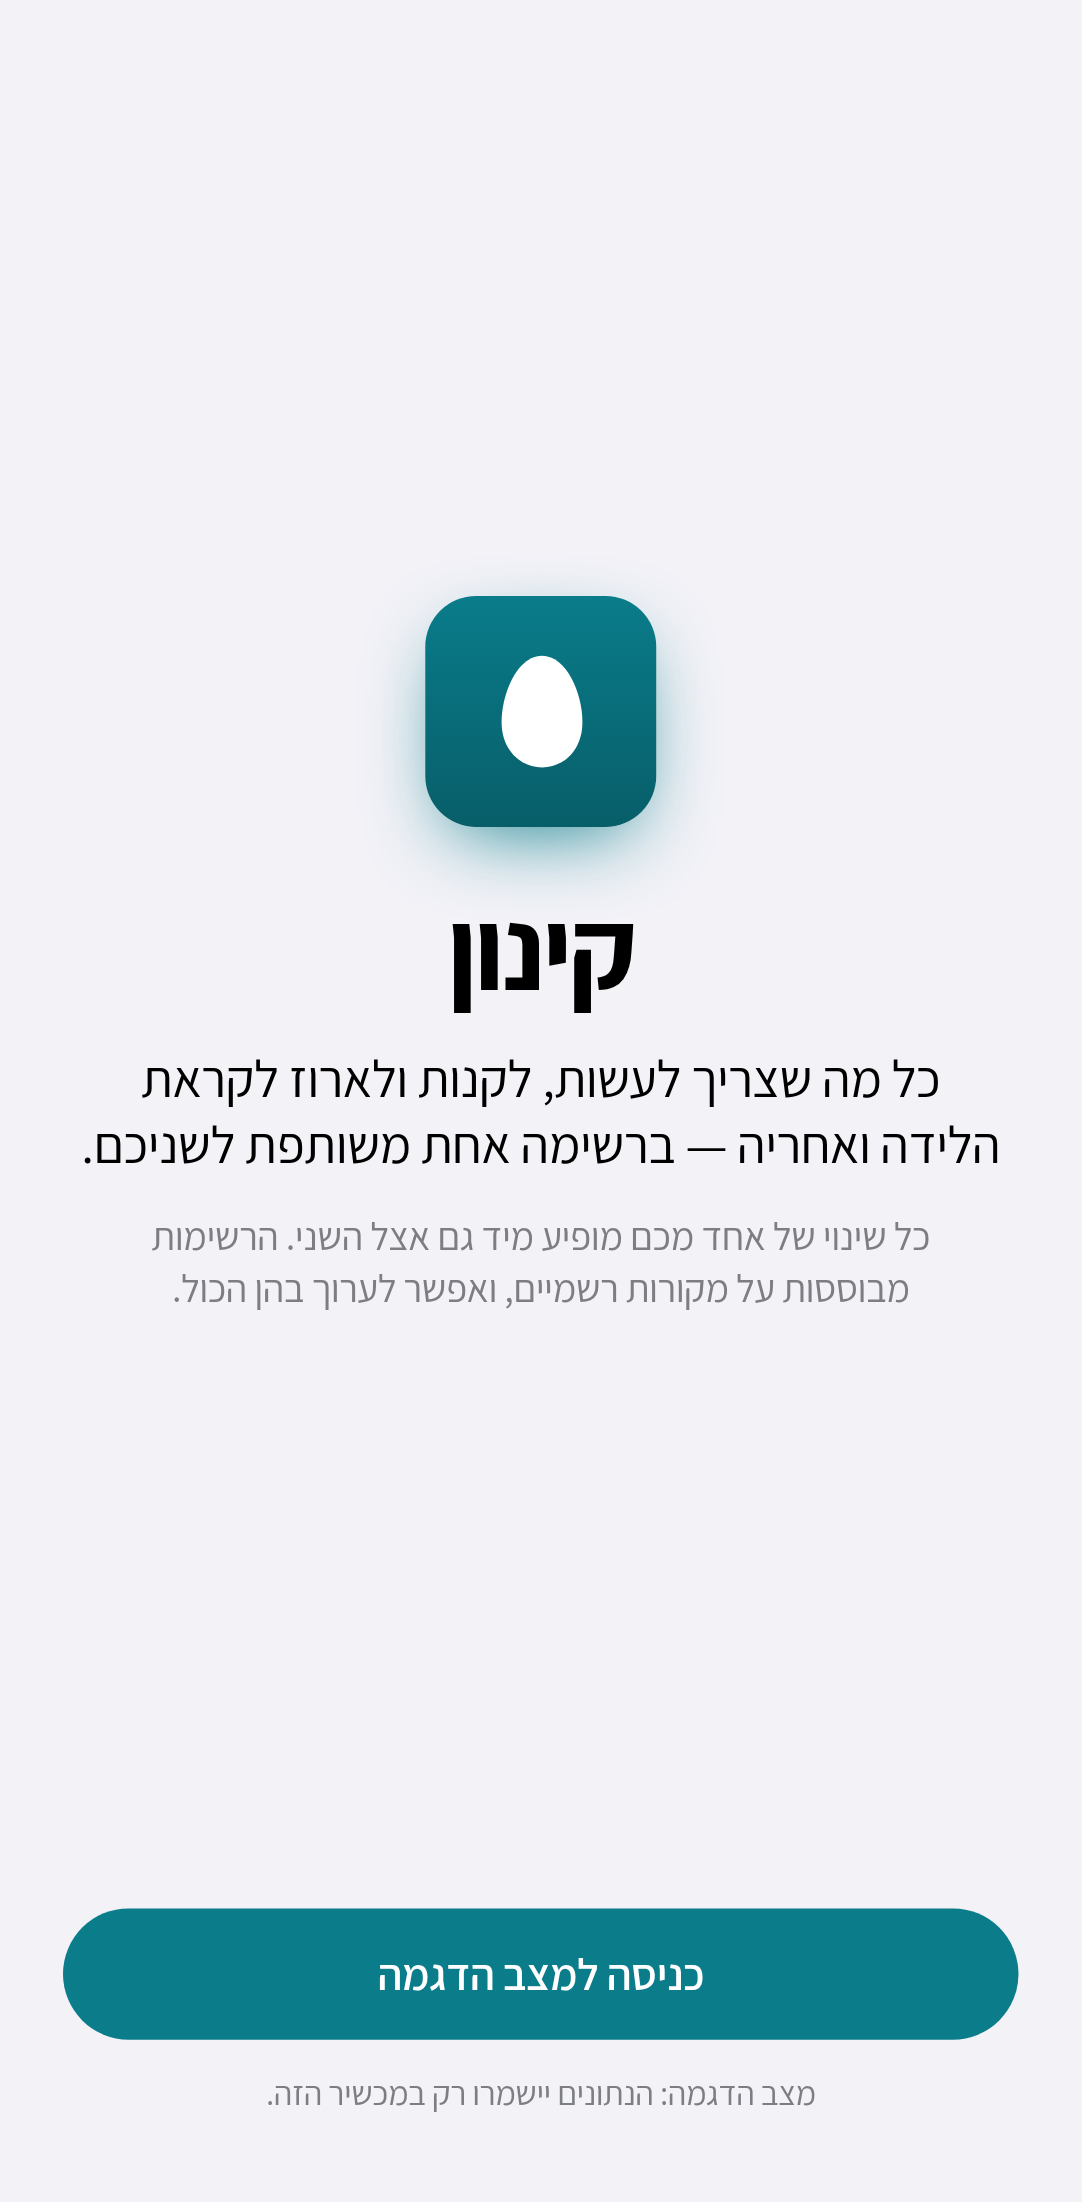 קינון
כל מה שצריך לעשות, לקנות ולארוז לקראת
הלידה ואחריה — ברשימה אחת משותפת לשניכם.
כל שינוי של אחד מכם מופיע מיד גם אצל השני. הרשימות
מבוססות על מקורות רשמיים, ואפשר לערוך בהן הכול.
כניסה למצב הדגמה
מצב הדגמה: הנתונים יישמרו רק במכשיר הזה.